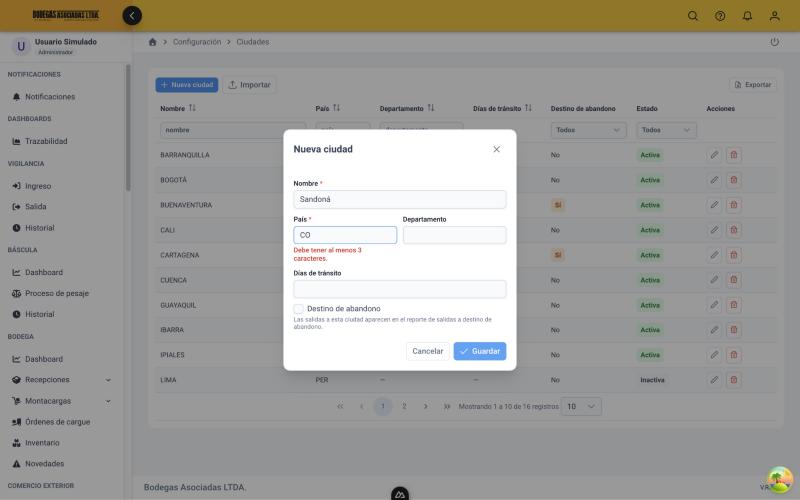 BODEGAS ASOCIADAS LTDA.
U
Usuario Simulado
Administrador
Configuración
Ciudades
NOTIFICACIONES
Notificaciones
DASHBOARDS
Trazabilidad
VIGILANCIA
Ingreso
Salida
Historial
BÁSCULA
Dashboard
Proceso de pesaje
Historial
BODEGA
Dashboard
Recepciones
Montacargas
Órdenes de cargue
Inventario
Novedades
COMERCIO EXTERIOR
+ Nueva ciudad
Importar
Exportar
Nombre País Departamento Días de tránsito Destino de abandono Estado Acciones
nombre Todos Todos
BARRANQUILLA No Activa
BOGOTÁ No Activa
BUENAVENTURA Sí Activa
CALI No Activa
CARTAGENA Sí Activa
CUENCA No Activa
GUAYAQUIL No Activa
IBARRA No Activa
IPIALES No Activa
LIMA PER — — No Inactiva
1 2 Mostrando 1 a 10 de 16 registros 10
Nueva ciudad
Nombre *
Sandoná
País * Departamento
CO
Debe tener al menos 3
caracteres.
Días de tránsito
Destino de abandono
Las salidas a esta ciudad aparecen en el reporte de salidas a destino de
abandono.
Cancelar Guardar
Bodegas Asociadas LTDA.